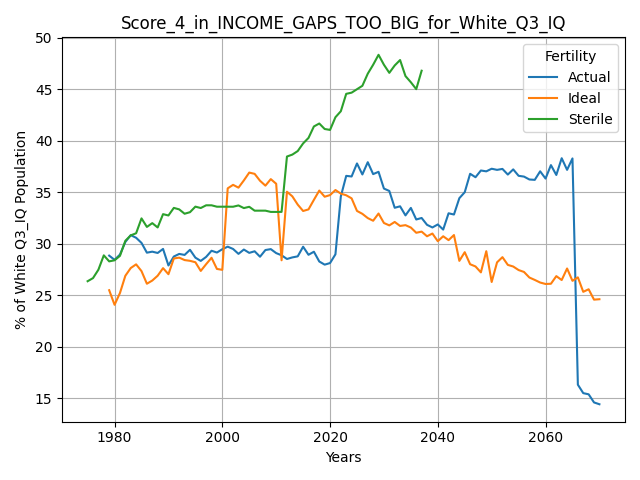 Score_4_in_INCOME_GAPS_TOO_BIG_for_White_Q3_IQ
% of White Q3_IQ Population
50
45
40
35
30
25
20
15
Fertility
Actual
Ideal
Sterile
1980
2000
2020
2040
2060
Years